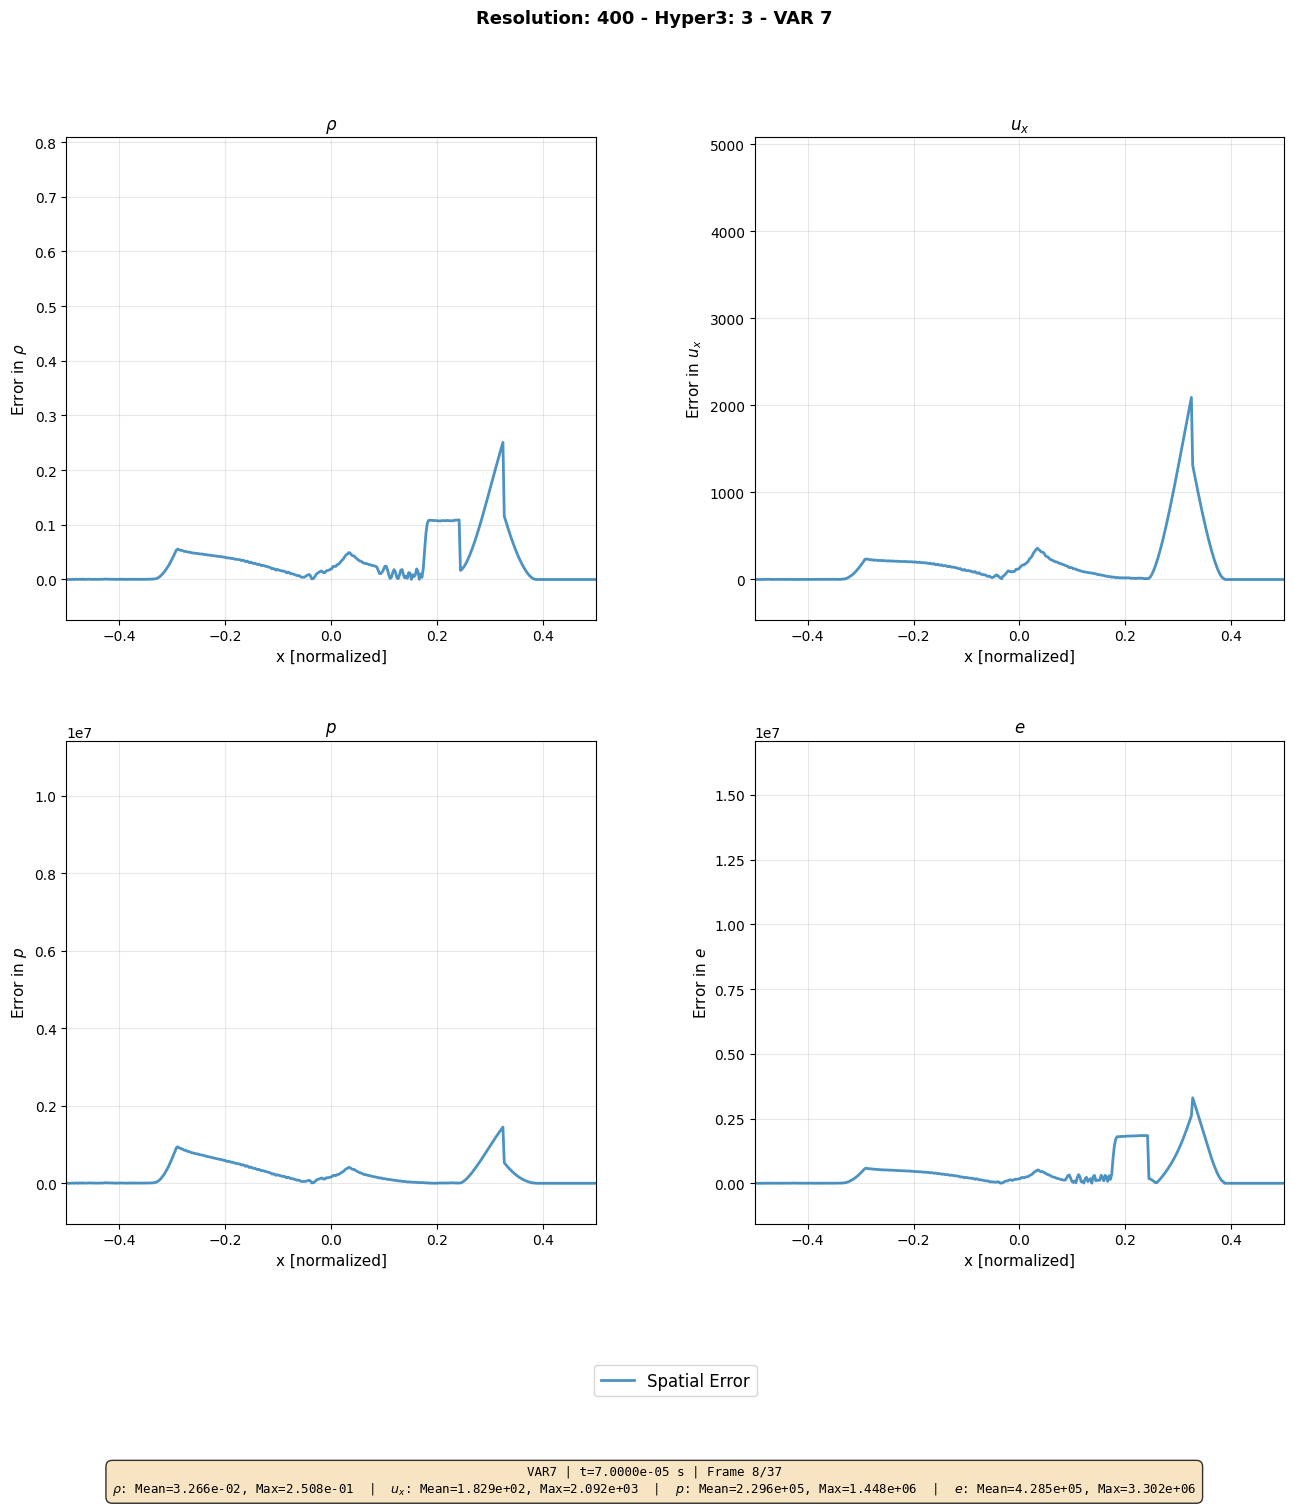 Resolution: 400 - Hyper3: 3 - VAR 7
ρ
0.8
0.7
0.6
0.5
0.4
0.3
0.2
0.1
0.0
Error in ρ
−0.4 −0.2 0.0 0.2 0.4
x [normalized]
u_x
5000
4000
3000
2000
1000
0
Error in u_x
−0.4 −0.2 0.0 0.2 0.4
x [normalized]
p
1e7
1.0
0.8
0.6
0.4
0.2
0.0
Error in p
−0.4 −0.2 0.0 0.2 0.4
x [normalized]
e
1e7
1.50
1.25
1.00
0.75
0.50
0.25
0.00
Error in e
−0.4 −0.2 0.0 0.2 0.4
x [normalized]
Spatial Error
VAR7 | t=7.0000e-05 s | Frame 8/37
ρ: Mean=3.266e-02, Max=2.508e-01 | u_x: Mean=1.829e+02, Max=2.092e+03 | p: Mean=2.296e+05, Max=1.448e+06 | e: Mean=4.285e+05, Max=3.302e+06